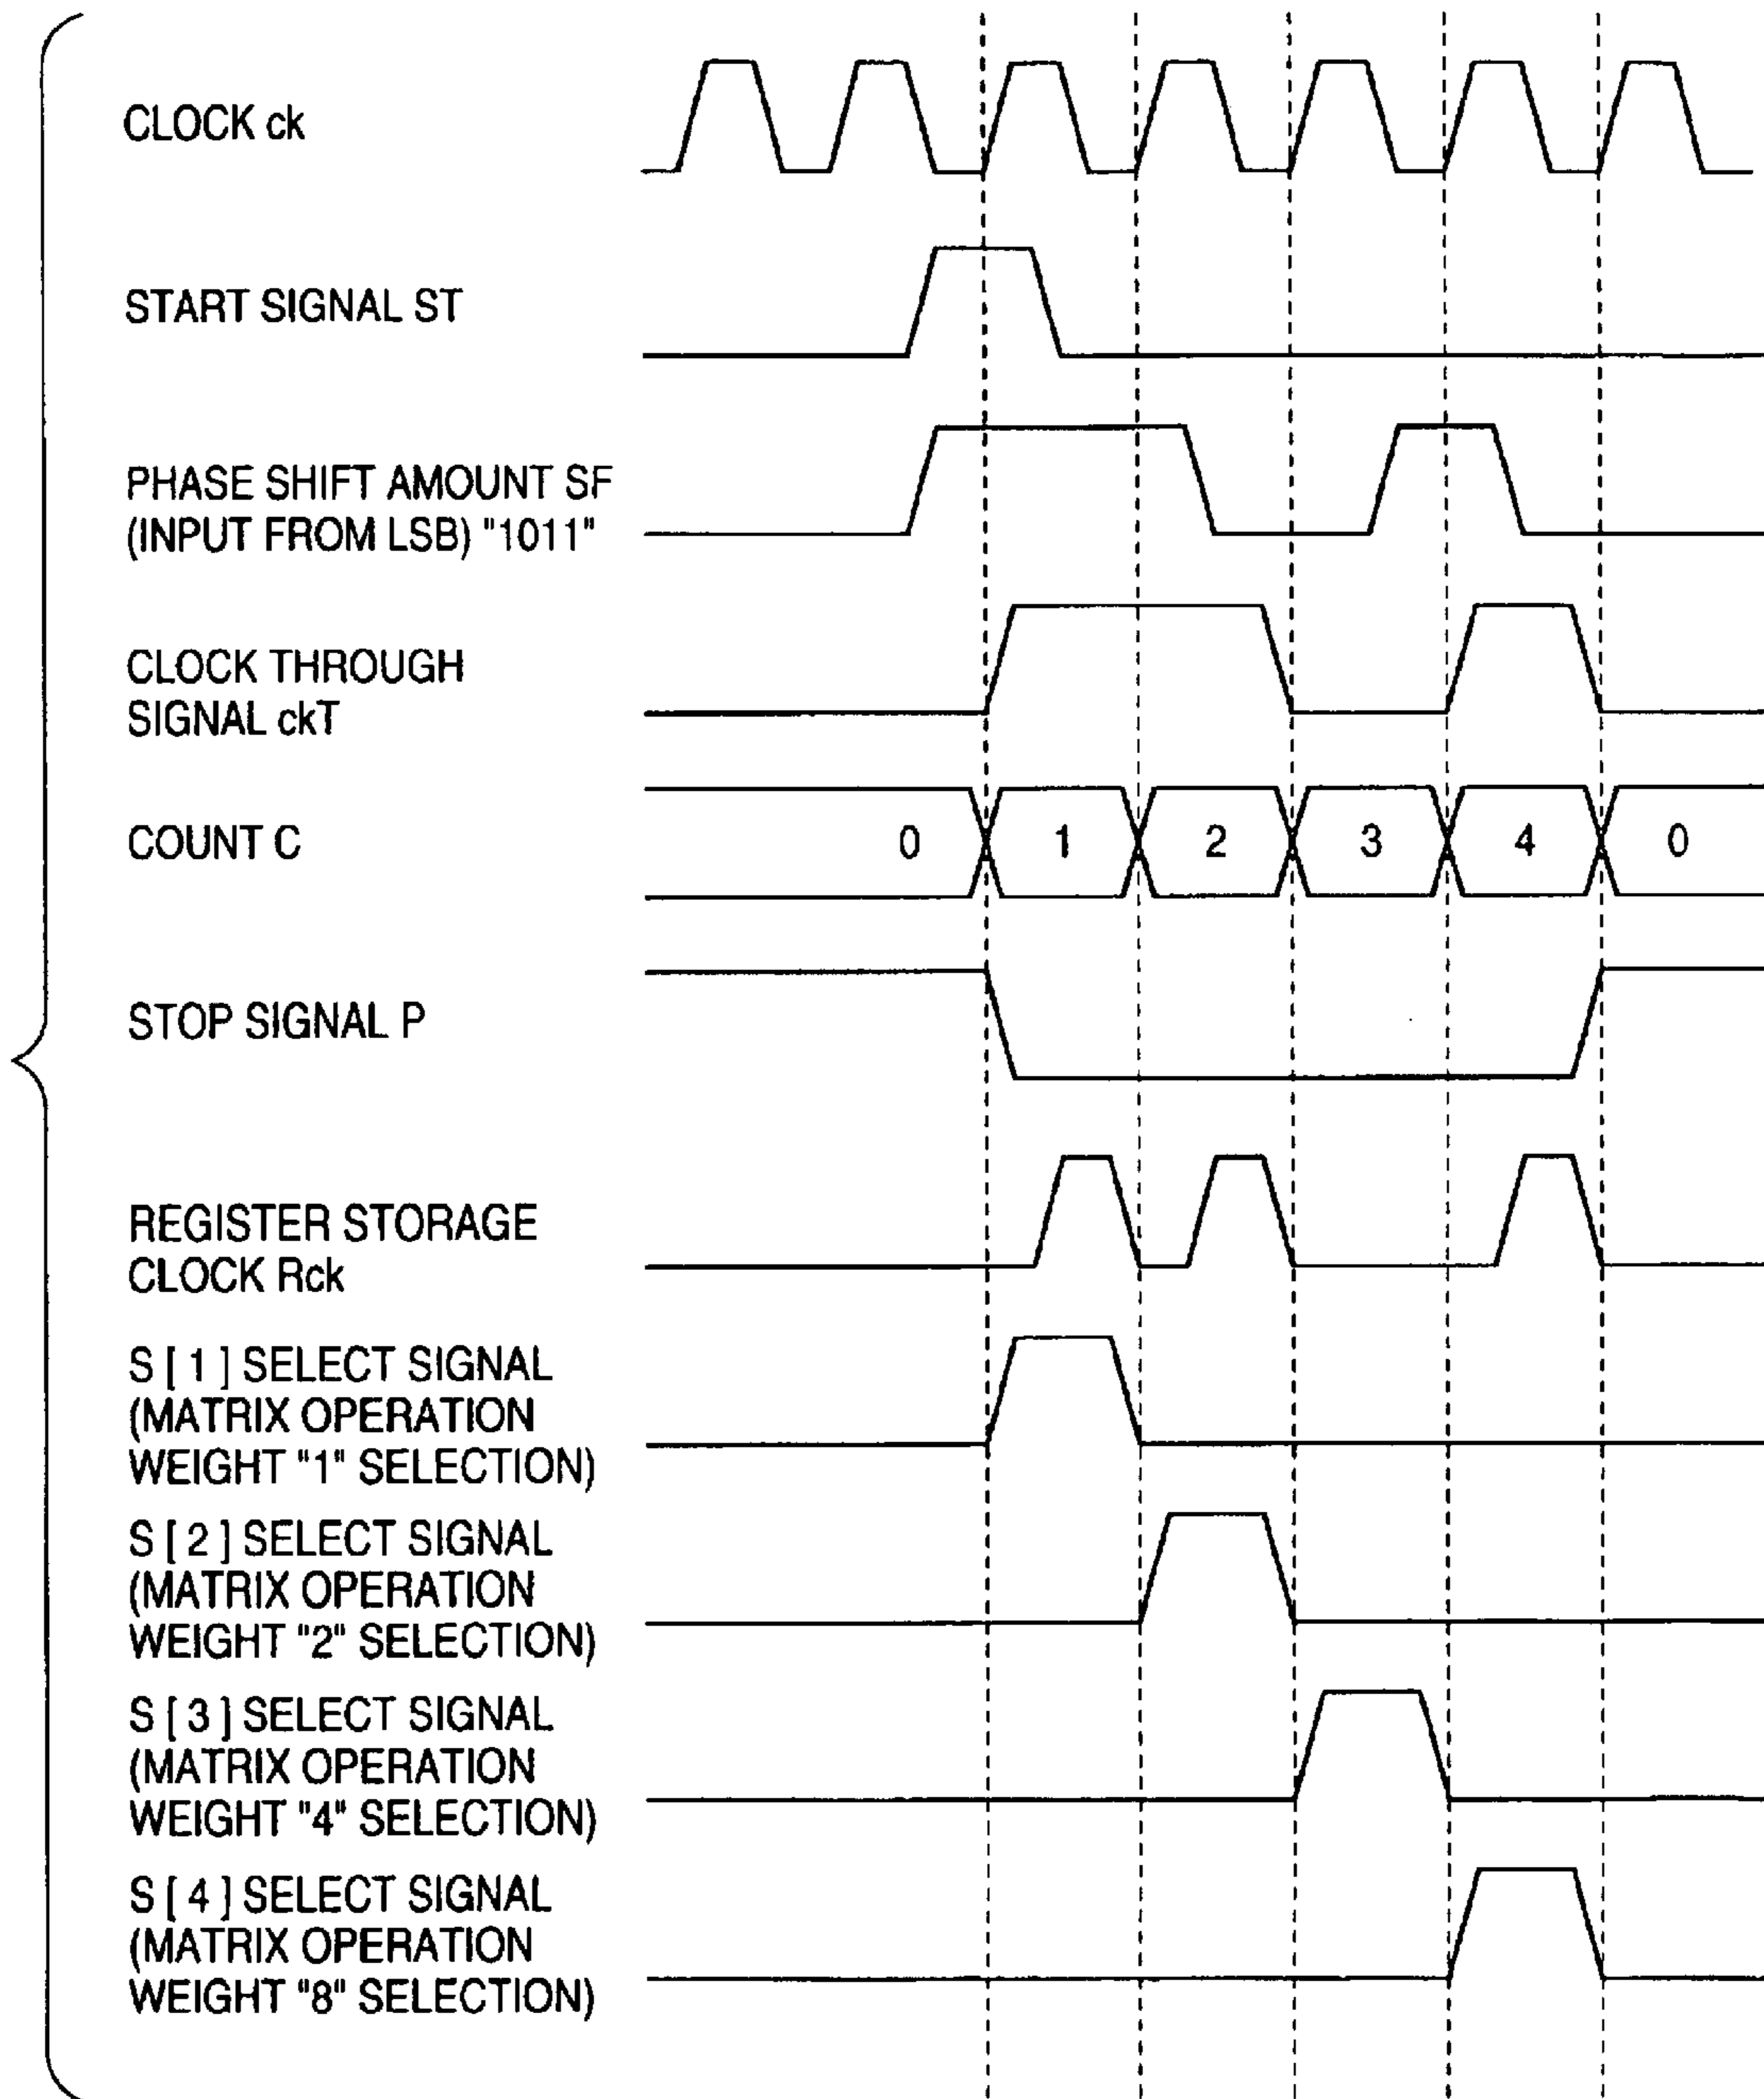 CLOCK ck
START SIGNAL ST
PHASE SHIFT AMOUNT SF
(INPUT FROM LSB) "1011"
CLOCK THROUGH
SIGNAL ckT
COUNT C
0 1 2 3 4 0
STOP SIGNAL P
REGISTER STORAGE
CLOCK Rck
S [ 1 ] SELECT SIGNAL
(MATRIX OPERATION
WEIGHT "1" SELECTION)
S [ 2 ] SELECT SIGNAL
(MATRIX OPERATION
WEIGHT "2" SELECTION)
S [ 3 ] SELECT SIGNAL
(MATRIX OPERATION
WEIGHT "4" SELECTION)
S [ 4 ] SELECT SIGNAL
(MATRIX OPERATION
WEIGHT "8" SELECTION)